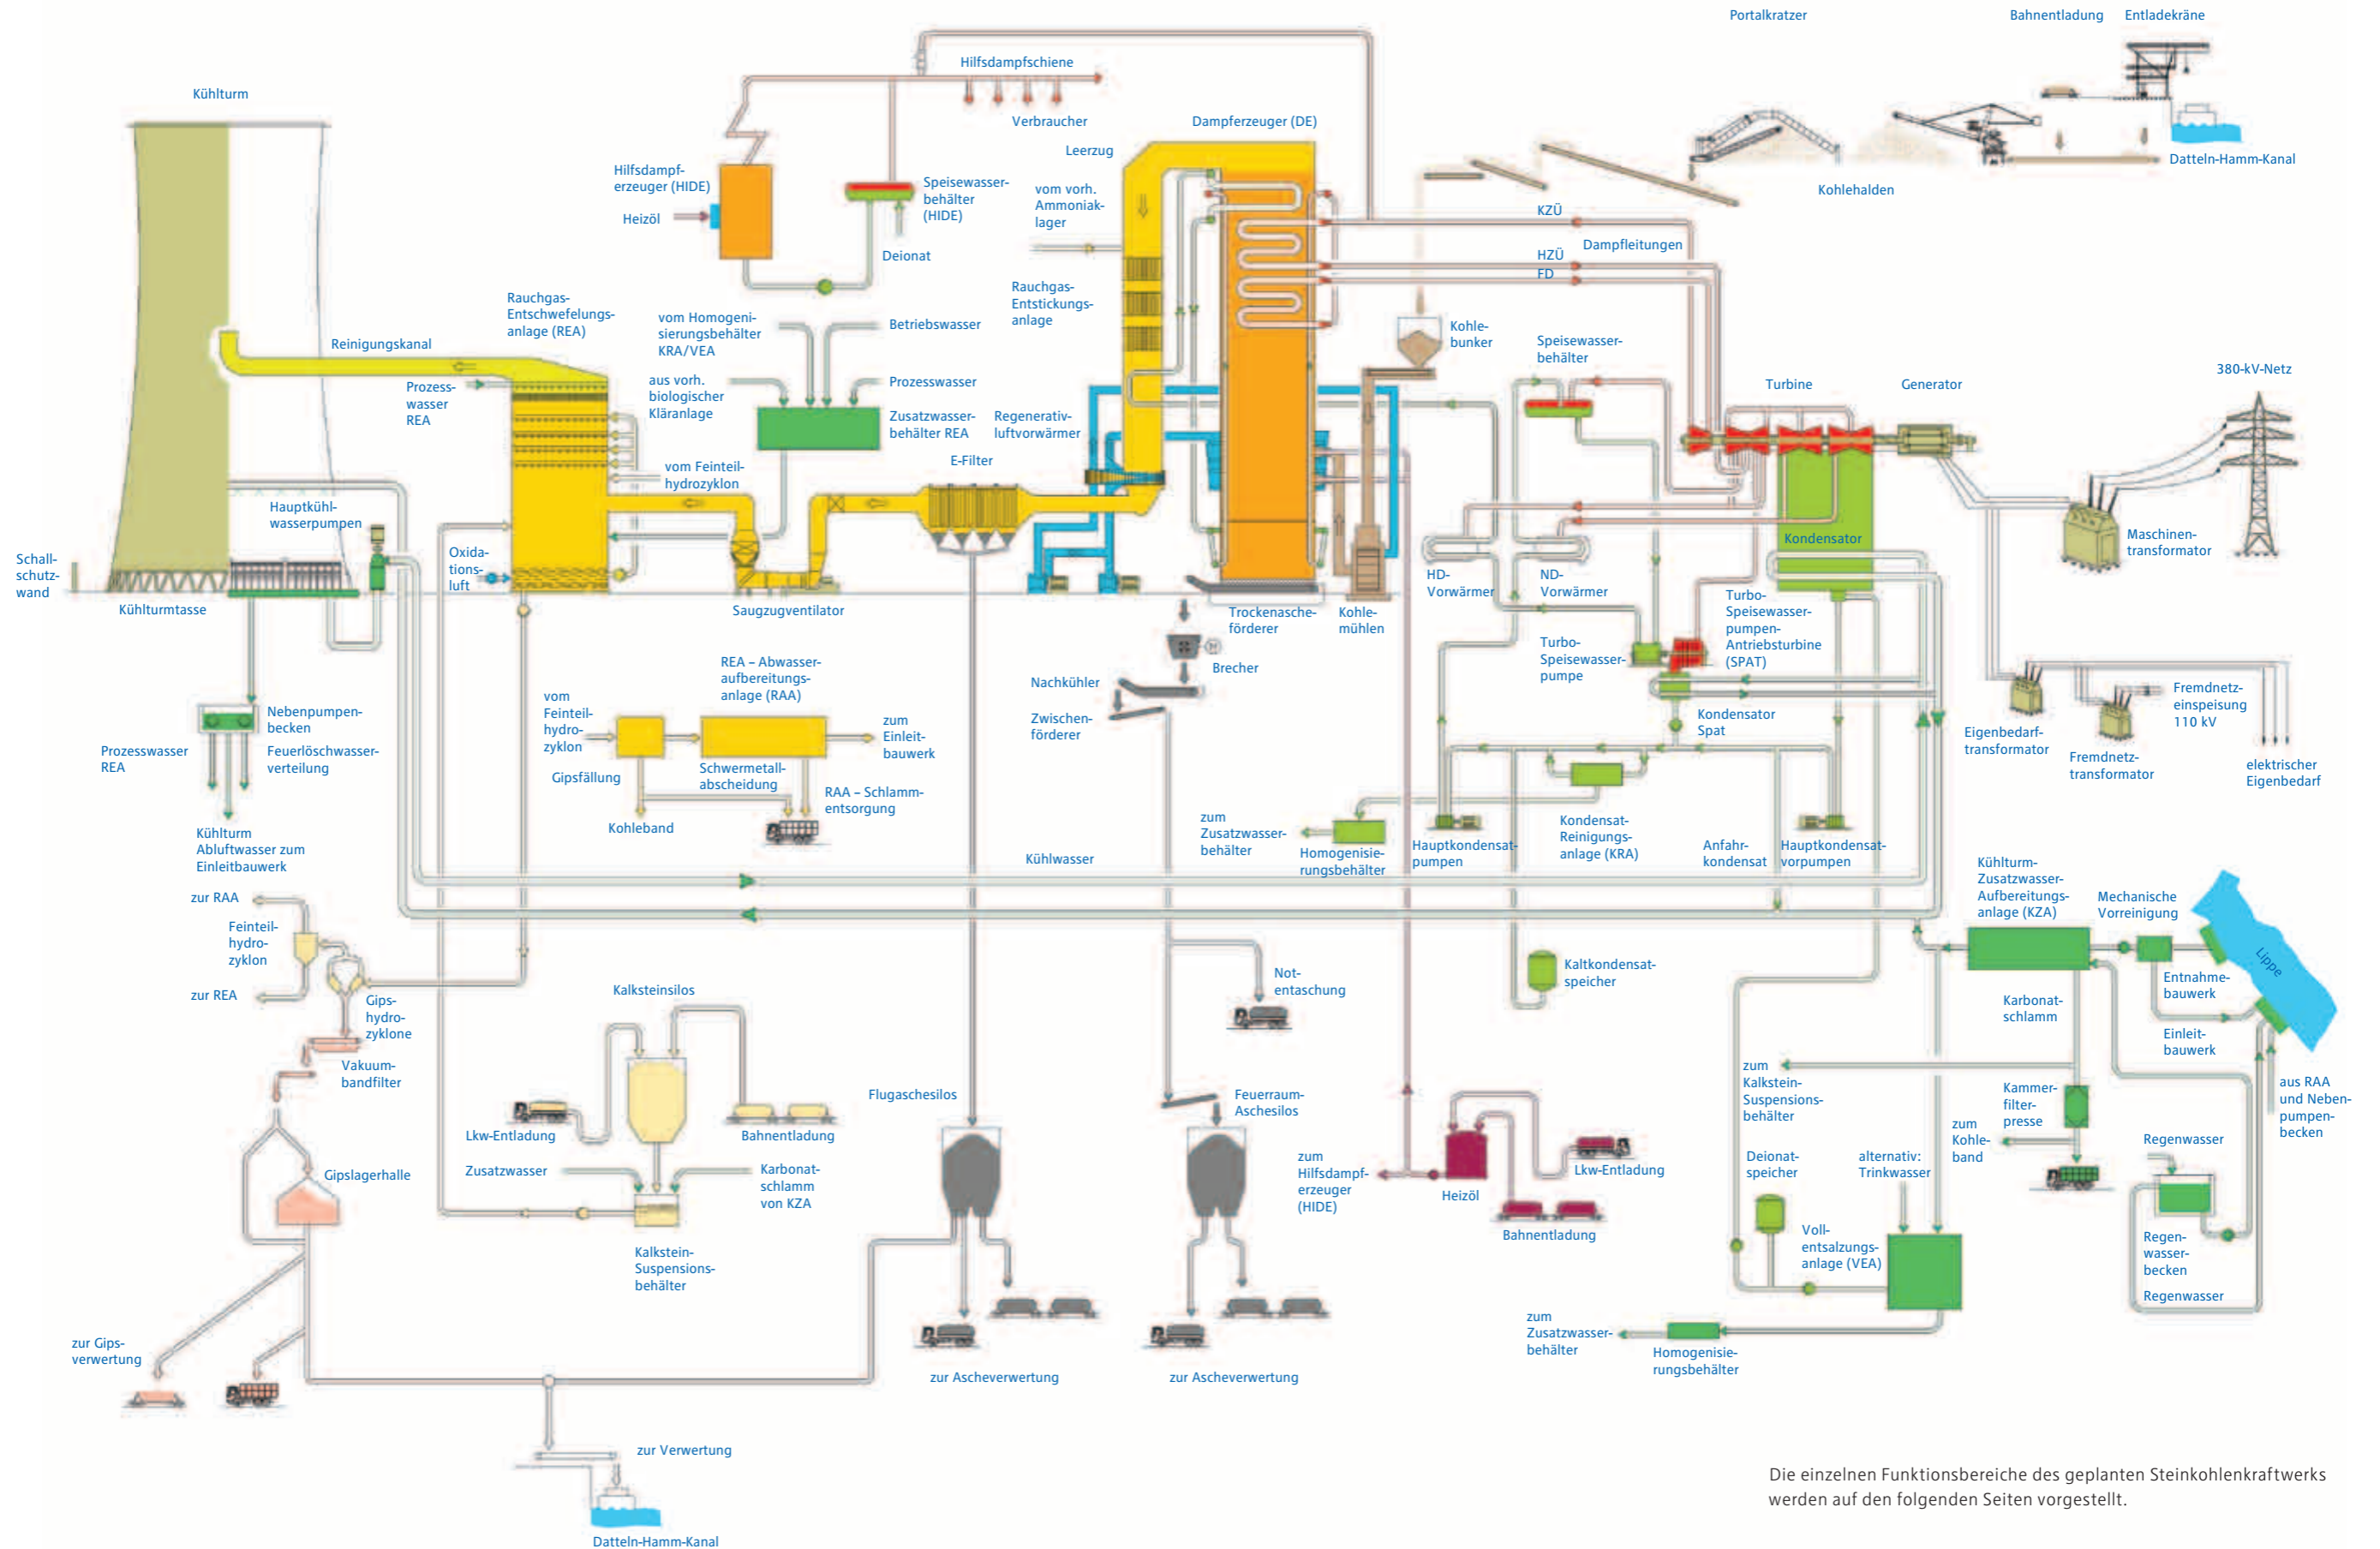 Portalkratzer
Bahnentladung
Entladekräne
Datteln-Hamm-Kanal
Kohlehalden
Kühlturm
Hilfsdampfschiene
Verbraucher
Dampferzeuger (DE)
Leerzug
Hilfsdampf-
erzeuger (HIDE)
Heizöl
Speisewasser-
behälter
(HIDE)
Deionat
vom vorh.
Ammoniak-
lager
KZÜ
Dampfleitungen
HZÜ
FD
Rauchgas-
Entschwefelungs-
anlage (REA)
Reinigungskanal
vom Homogeni-
sierungsbehälter
KRA/VEA
Betriebswasser
Rauchgas-
Entstickungs-
anlage
Kohle-
bunker
Speisewasser-
behälter
Turbine
Generator
380-kV-Netz
Prozess-
wasser
REA
aus vorh.
biologischer
Kläranlage
Prozesswasser
Zusatzwasser-
behälter REA
Regenerativ-
luftvorwärmer
E-Filter
vom Feinteil-
hydrozyklon
Hauptkühl-
wasserpumpen
Schall-
schutz-
wand
Kühlturmtasse
Oxida-
tions-
luft
Saugzugventilator
Trockenasche-
förderer
Kohle-
mühlen
HD-
Vorwärmer
ND-
Vorwärmer
Kondensator
Maschinen-
transformator
Turbo-
Speisewasser-
pumpen-
Antriebsturbine
(SPAT)
Turbo-
Speisewasser-
pumpe
M
Brecher
Nachkühler
Zwischen-
förderer
REA – Abwasser-
aufbereitungs-
anlage (RAA)
vom
Feinteil-
hydro-
zyklon
zum
Einleit-
bauwerk
Gipsfällung
Schwermetall-
abscheidung
RAA – Schlamm-
entsorgung
Kohleband
Nebenpumpen-
becken
Prozesswasser
REA
Feuerlöschwasser-
verteilung
Kühlturm
Abluftwasser zum
Einleitbauwerk
Kondensator
Spat
Eigenbedarf-
transformator
Fremdnetz-
einspeisung
110 kV
Fremdnetz-
transformator
elektrischer
Eigenbedarf
zum
Zusatzwasser-
behälter
Homogenisie-
rungsbehälter
Hauptkondensat-
pumpen
Kondensat-
Reinigungs-
anlage (KRA)
Anfahr-
kondensat
Hauptkondensat-
vorpumpen
Kühlwasser
Kühlturm-
Zusatzwasser-
Aufbereitungs-
anlage (KZA)
Mechanische
Vorreinigung
Lippe
Entnahme-
bauwerk
Einleit-
bauwerk
Karbonat-
schlamm
zur RAA
Feinteil-
hydro-
zyklon
zur REA
Gips-
hydro-
zyklone
Vakuum-
bandfilter
Gipslagerhalle
Kalksteinsilos
Lkw-Entladung
Bahnentladung
Zusatzwasser
Karbonat-
schlamm
von KZA
Kalkstein-
Suspensions-
behälter
Flugaschesilos
Not-
entaschung
Feuerraum-
Aschesilos
Kaltkondensat-
speicher
zum
Hilfsdampf-
erzeuger
(HIDE)
Heizöl
Lkw-Entladung
Bahnentladung
zum
Kalkstein-
Suspensions-
behälter
Kammer-
filter-
presse
zum
Kohle-
band
aus RAA
und Neben-
pumpen-
becken
Regenwasser
Regen-
wasser-
becken
Regenwasser
Deionat-
speicher
alternativ:
Trinkwasser
Voll-
entsalzungs-
anlage (VEA)
zum
Zusatzwasser-
behälter
Homogenisie-
rungsbehälter
zur Gips-
verwertung
zur Ascheverwertung
zur Ascheverwertung
zur Verwertung
Datteln-Hamm-Kanal
Die einzelnen Funktionsbereiche des geplanten Steinkohlenkraftwerks
werden auf den folgenden Seiten vorgestellt.